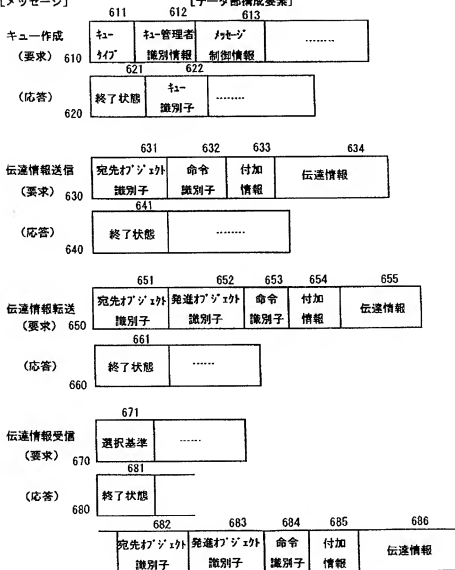 [メッセージ] [データ部構成要素]
611 612 613
キュー作成 (要求) 610
キュー タイプ キュー管理者 識別情報 メッセージ 制御情報 ........
621 622
(応答) 620
終了状態 キュー 識別子 ........
631 632 633 634
伝達情報送信 (要求) 630
宛先オブジェクト 識別子 命令 識別子 付加 情報 伝達情報
641
(応答) 640
終了状態 ........
651 652 653 654 655
伝達情報転送 (要求) 650
宛先オブジェクト 識別子 発進オブジェクト 識別子 命令 識別子 付加 情報 伝達情報
661
(応答) 660
終了状態 ......
671
伝達情報受信 (要求) 670
選択基準 ......
681
(応答) 680
終了状態
682 683 684 685 686
宛先オブジェクト 識別子 発進オブジェクト 識別子 命令 識別子 付加 情報 伝達情報